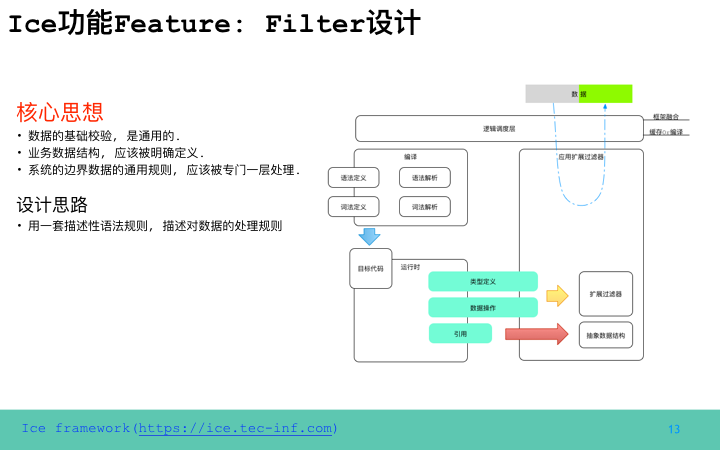 Ice功能Feature: Filter设计
核心思想
• 数据的基础校验, 是通用的.
• 业务数据结构, 应该被明确定义.
• 系统的边界数据的通用规则, 应该被专门一层处理.
设计思路
• 用一套描述性语法规则, 描述对数据的处理规则
数据
逻辑调度层
框架融合
缓存Or编译
编译
语法定义
语法解析
词法定义
词法解析
应用扩展过滤器
目标代码
运行时
类型定义
数据操作
引用
扩展过滤器
抽象数据结构
Ice framework(https://ice.tec-inf.com)
13